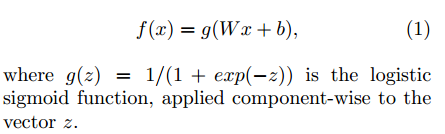 f(x) = g(Wx + b), (1)
where g(z) = 1/(1 + exp(−z)) is the logistic
sigmoid function, applied component-wise to the
vector z.